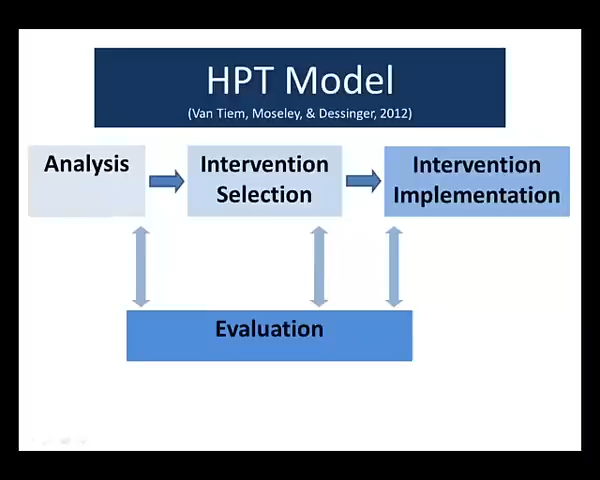 HPT Model
(Van Tiem, Moseley, & Dessinger, 2012)
Analysis
Intervention
Selection
Intervention
Implementation
Evaluation